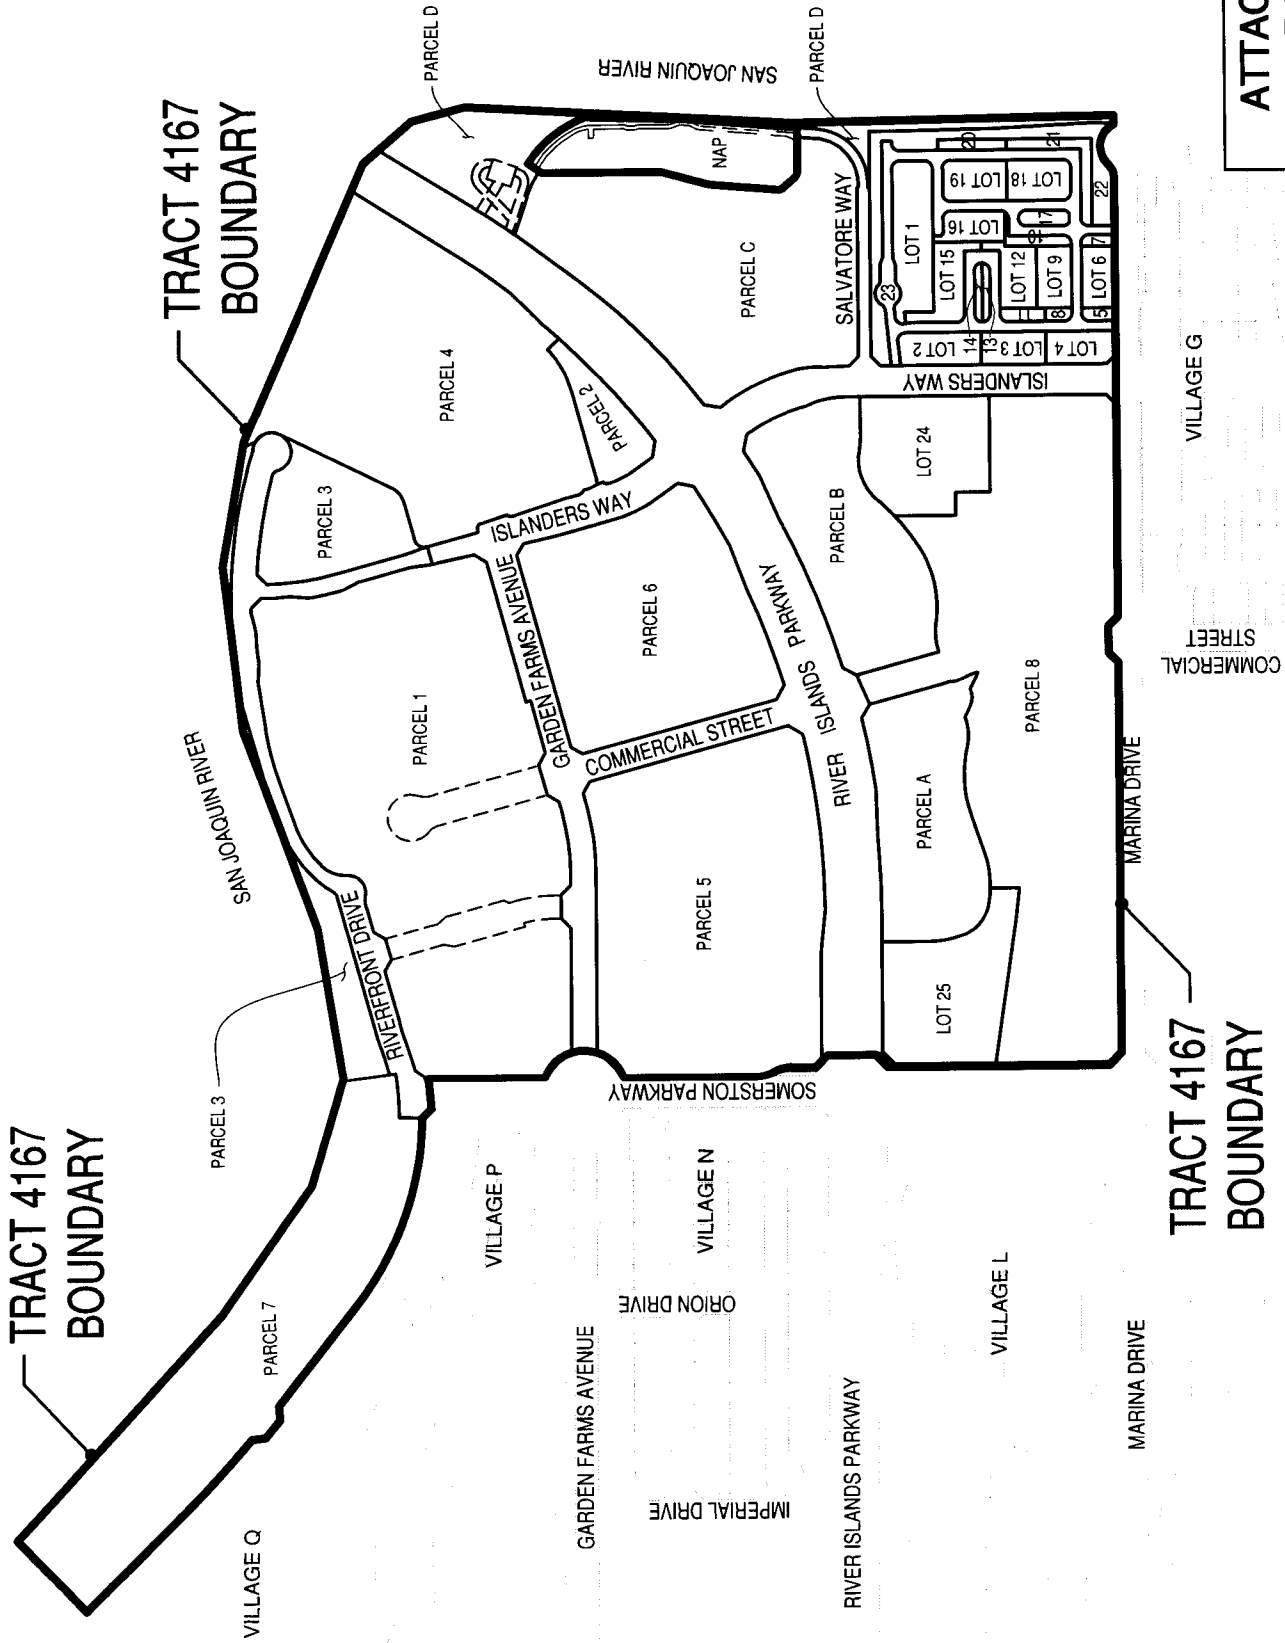 TRACT 4167
BOUNDARY
TRACT 4167
BOUNDARY
TRACT 4167
BOUNDARY
PARCEL D
SAN JOAQUIN RIVER
PARCEL D
NAP
PARCEL C
SALVATORE WAY
PARCEL 4
PARCEL 2
PARCEL 3
ISLANDERS WAY
GARDEN FARMS AVENUE
PARCEL 6
PARCEL 1
COMMERCIAL STREET
RIVER ISLANDS PARKWAY
PARCEL B
LOT 24
ISLANDERS WAY
LOT 1
LOT 2
LOT 3
LOT 4
5
LOT 6
7
8
LOT 9
10
11
LOT 12
13
14
LOT 15
LOT 16
17
LOT 18
LOT 19
20
21
22
23
PARCEL 8
PARCEL A
PARCEL 5
LOT 25
SAN JOAQUIN RIVER
RIVERFRONT DRIVE
PARCEL 3
PARCEL 7
SOMERSTON PARKWAY
VILLAGE P
VILLAGE N
VILLAGE L
VILLAGE Q
VILLAGE G
COMMERCIAL
STREET
MARINA DRIVE
ORION DRIVE
GARDEN FARMS AVENUE
IMPERIAL DRIVE
RIVER ISLANDS PARKWAY
MARINA DRIVE
ATTAC